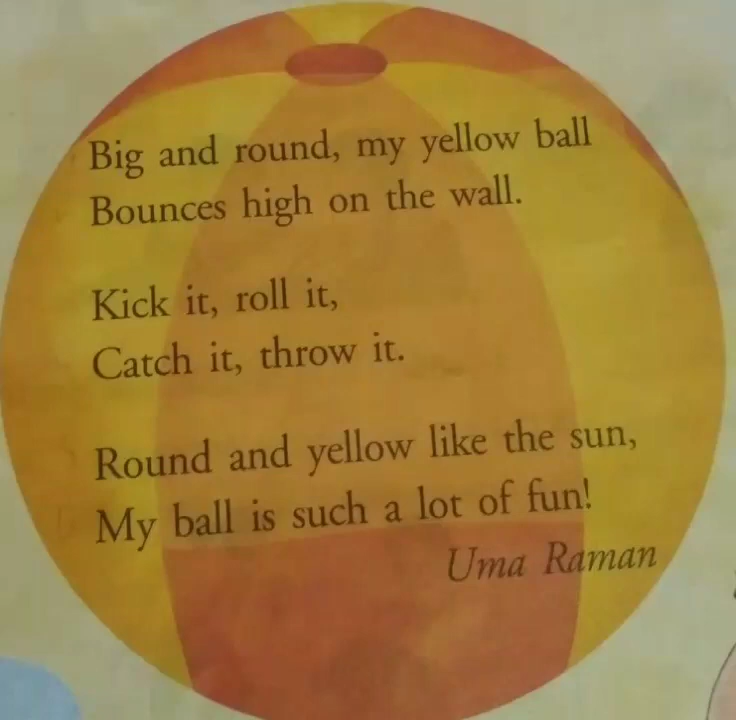 Big and round, my yellow ball
Bounces high on the wall.
Kick it, roll it,
Catch it, throw it.
Round and yellow like the sun,
My ball is such a lot of fun!
Uma Raman